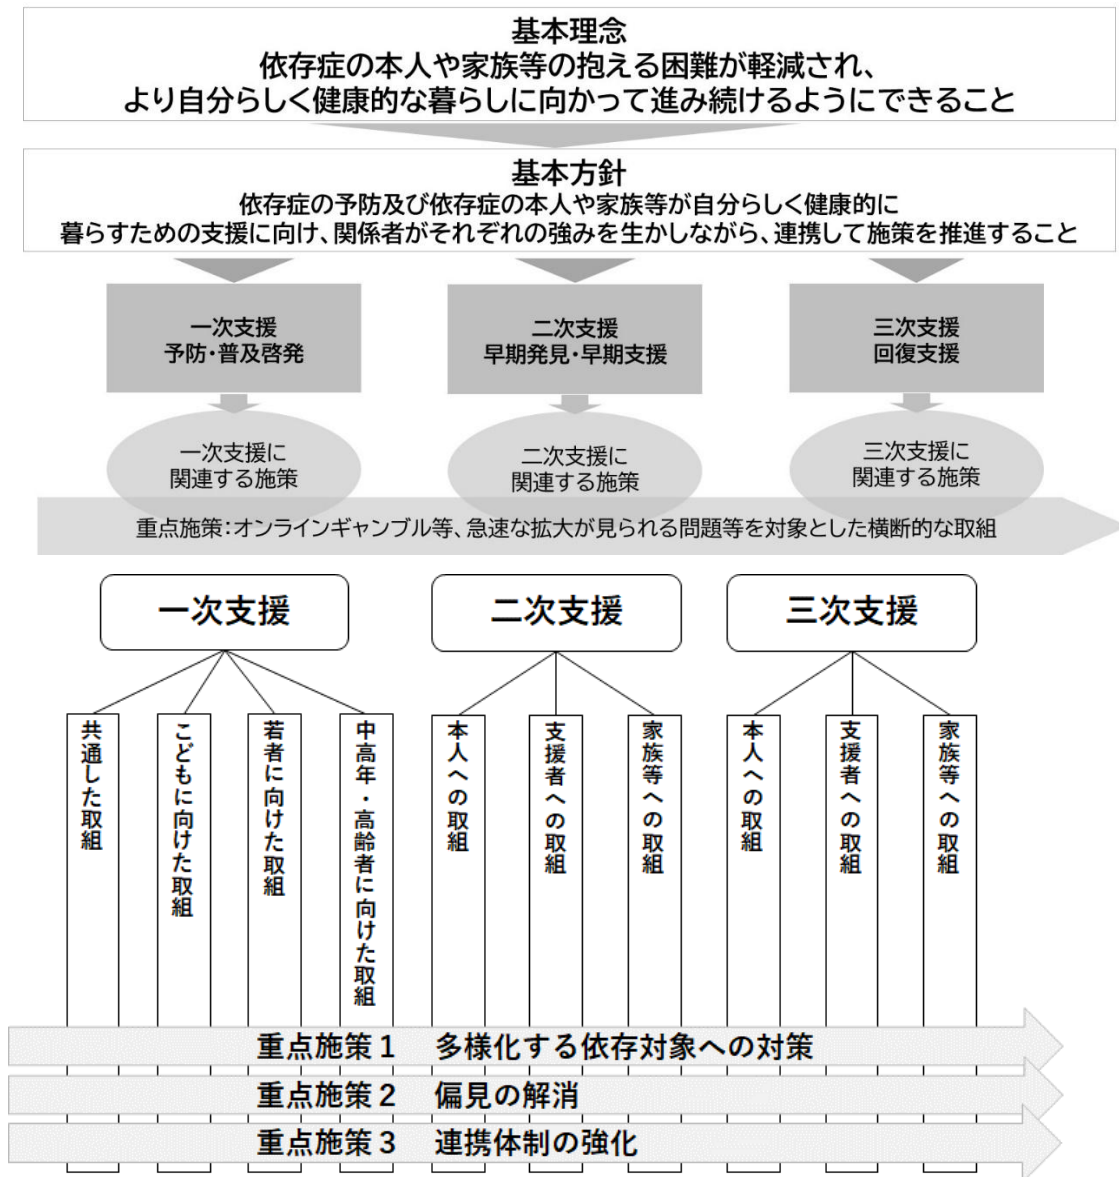 基本理念
依存症の本人や家族等の抱える困難が軽減され、
より自分らしく健康的な暮らしに向かって進み続けるようにできること
基本方針
依存症の予防及び依存症の本人や家族等が自分らしく健康的に
暮らすための支援に向け、関係者がそれぞれの強みを生かしながら、連携して施策を推進すること
一次支援
予防・普及啓発
二次支援
早期発見・早期支援
三次支援
回復支援
一次支援に
関連する施策
二次支援に
関連する施策
三次支援に
関連する施策
重点施策：オンラインギャンブル等、急速な拡大が見られる問題等を対象とした横断的な取組
一次支援
二次支援
三次支援
共通した取組
こどもに向けた取組
若者に向けた取組
中高年・高齢者に向けた取組
本人への取組
支援者への取組
家族等への取組
本人への取組
支援者への取組
家族等への取組
重点施策１　多様化する依存対象への対策
重点施策２　偏見の解消
重点施策３　連携体制の強化